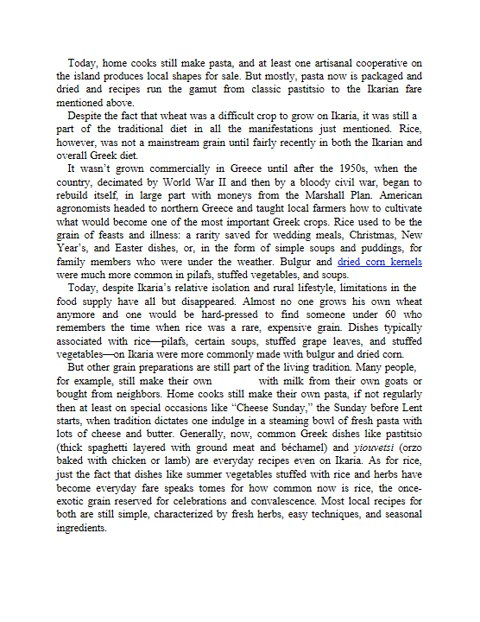 Today, home cooks still make pasta, and at least one artisanal cooperative on
the island produces local shapes for sale. But mostly, pasta now is packaged and
dried and recipes run the gamut from classic pastitsio to the Ikarian fare
mentioned above.
Despite the fact that wheat was a difficult crop to grow on Ikaria, it was still a
part of the traditional diet in all the manifestations just mentioned. Rice,
however, was not a mainstream grain until fairly recently in both the Ikarian and
overall Greek diet.
It wasn't grown commercially in Greece until after the 1950s, when the
country, decimated by World War II and then by a bloody civil war, began to
rebuild itself, in large part with moneys from the Marshall Plan. American
agronomists headed to northern Greece and taught local farmers how to cultivate
what would become one of the most important Greek crops. Rice used to be the
grain of feasts and illness: a rarity saved for wedding meals, Christmas, New
Year's, and Easter dishes, or, in the form of simple soups and puddings, for
family members who were under the weather. Bulgur and dried corn kernels
were much more common in pilafs, stuffed vegetables, and soups.
Today, despite Ikaria's relative isolation and rural lifestyle, limitations in the
food supply have all but disappeared. Almost no one grows his own wheat
anymore and one would be hard-pressed to find someone under 60 who
remembers the time when rice was a rare, expensive grain. Dishes typically
associated with rice—pilafs, certain soups, stuffed grape leaves, and stuffed
vegetables—on Ikaria were more commonly made with bulgur and dried corn.
But other grain preparations are still part of the living tradition. Many people,
for example, still make their own with milk from their own goats or
bought from neighbors. Home cooks still make their own pasta, if not regularly
then at least on special occasions like “Cheese Sunday,” the Sunday before Lent
starts, when tradition dictates one indulge in a steaming bowl of fresh pasta with
lots of cheese and butter. Generally, now, common Greek dishes like pastitsio
(thick spaghetti layered with ground meat and béchamel) and yiouvetsi (orzo
baked with chicken or lamb) are everyday recipes even on Ikaria. As for rice,
just the fact that dishes like summer vegetables stuffed with rice and herbs have
become everyday fare speaks tomes for how common now is rice, the once-
exotic grain reserved for celebrations and convalescence. Most local recipes for
both are still simple, characterized by fresh herbs, easy techniques, and seasonal
ingredients.